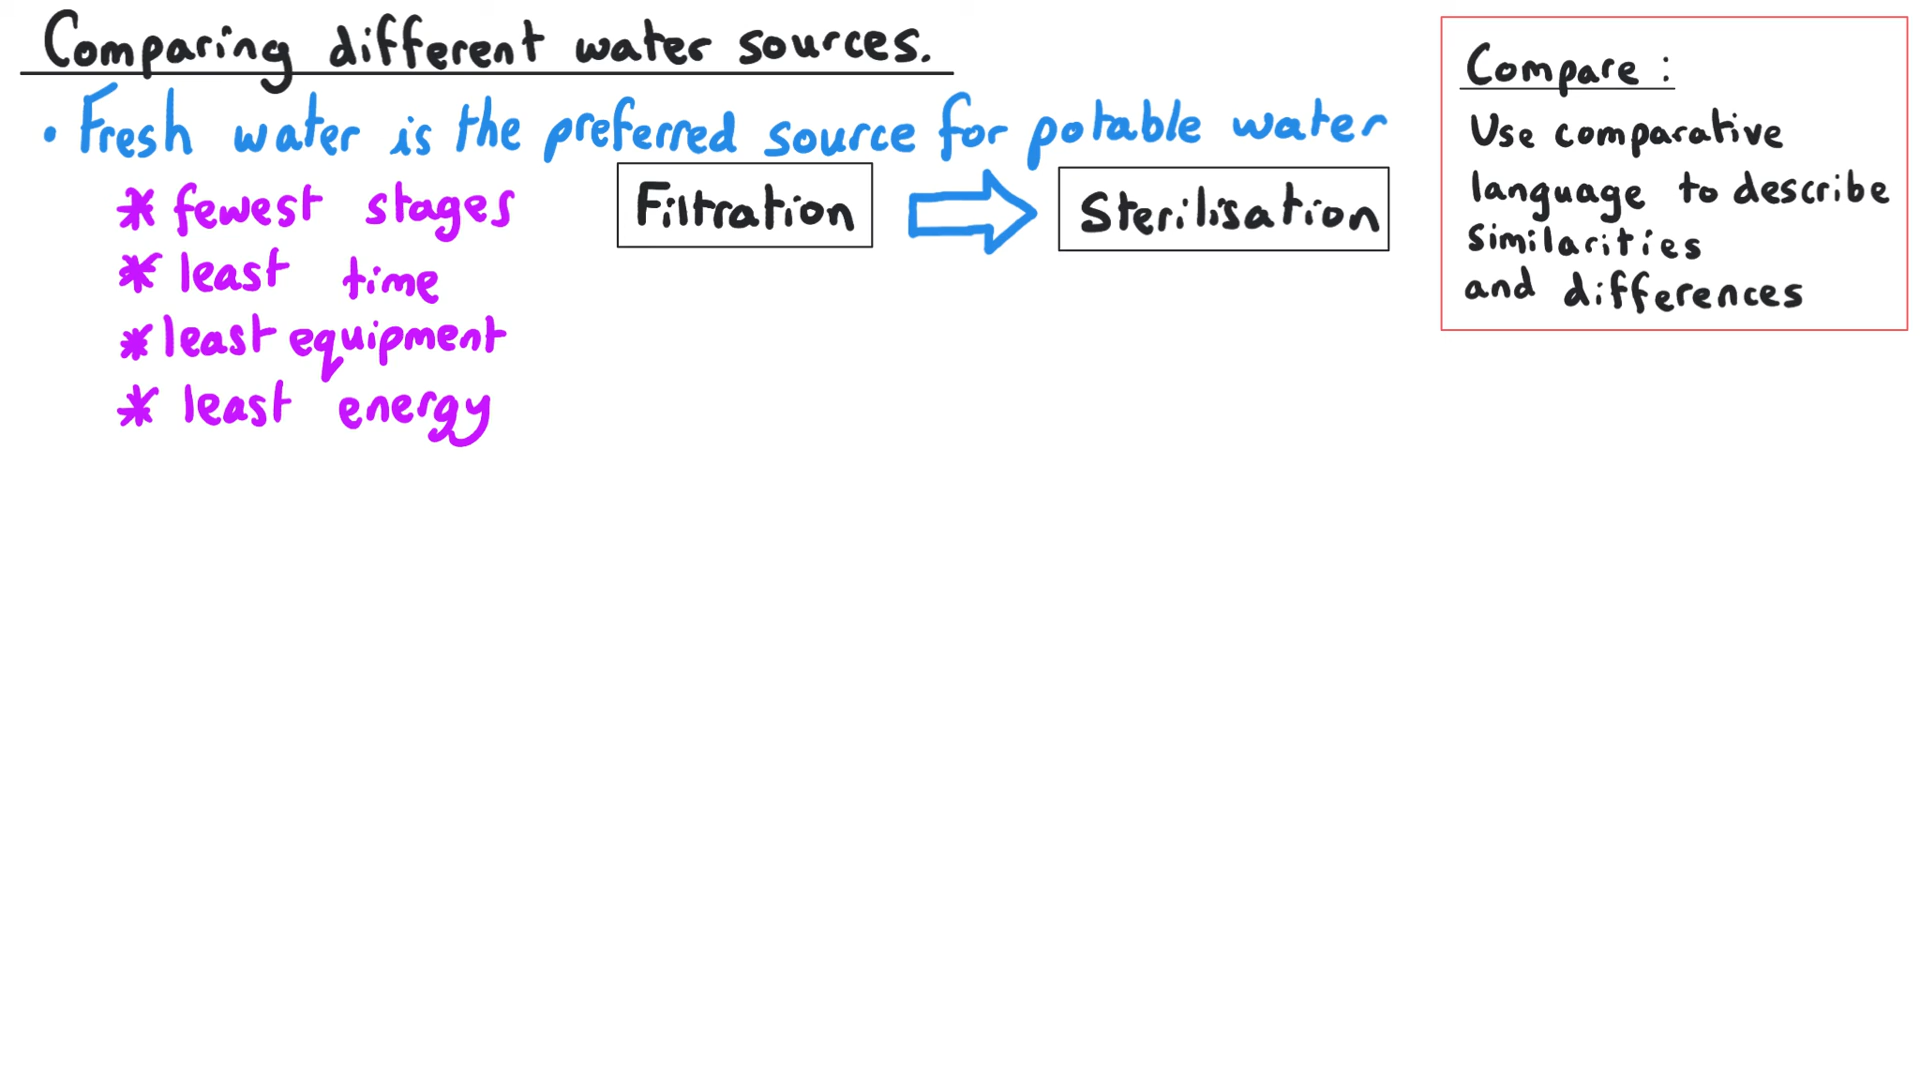 Comparing different water sources.
• Fresh water is the preferred source for potable water
* fewest stages
* least time
* least equipment
* least energy
Filtration
Sterilisation
Compare :
Use comparative
language to describe
similarities
and differences